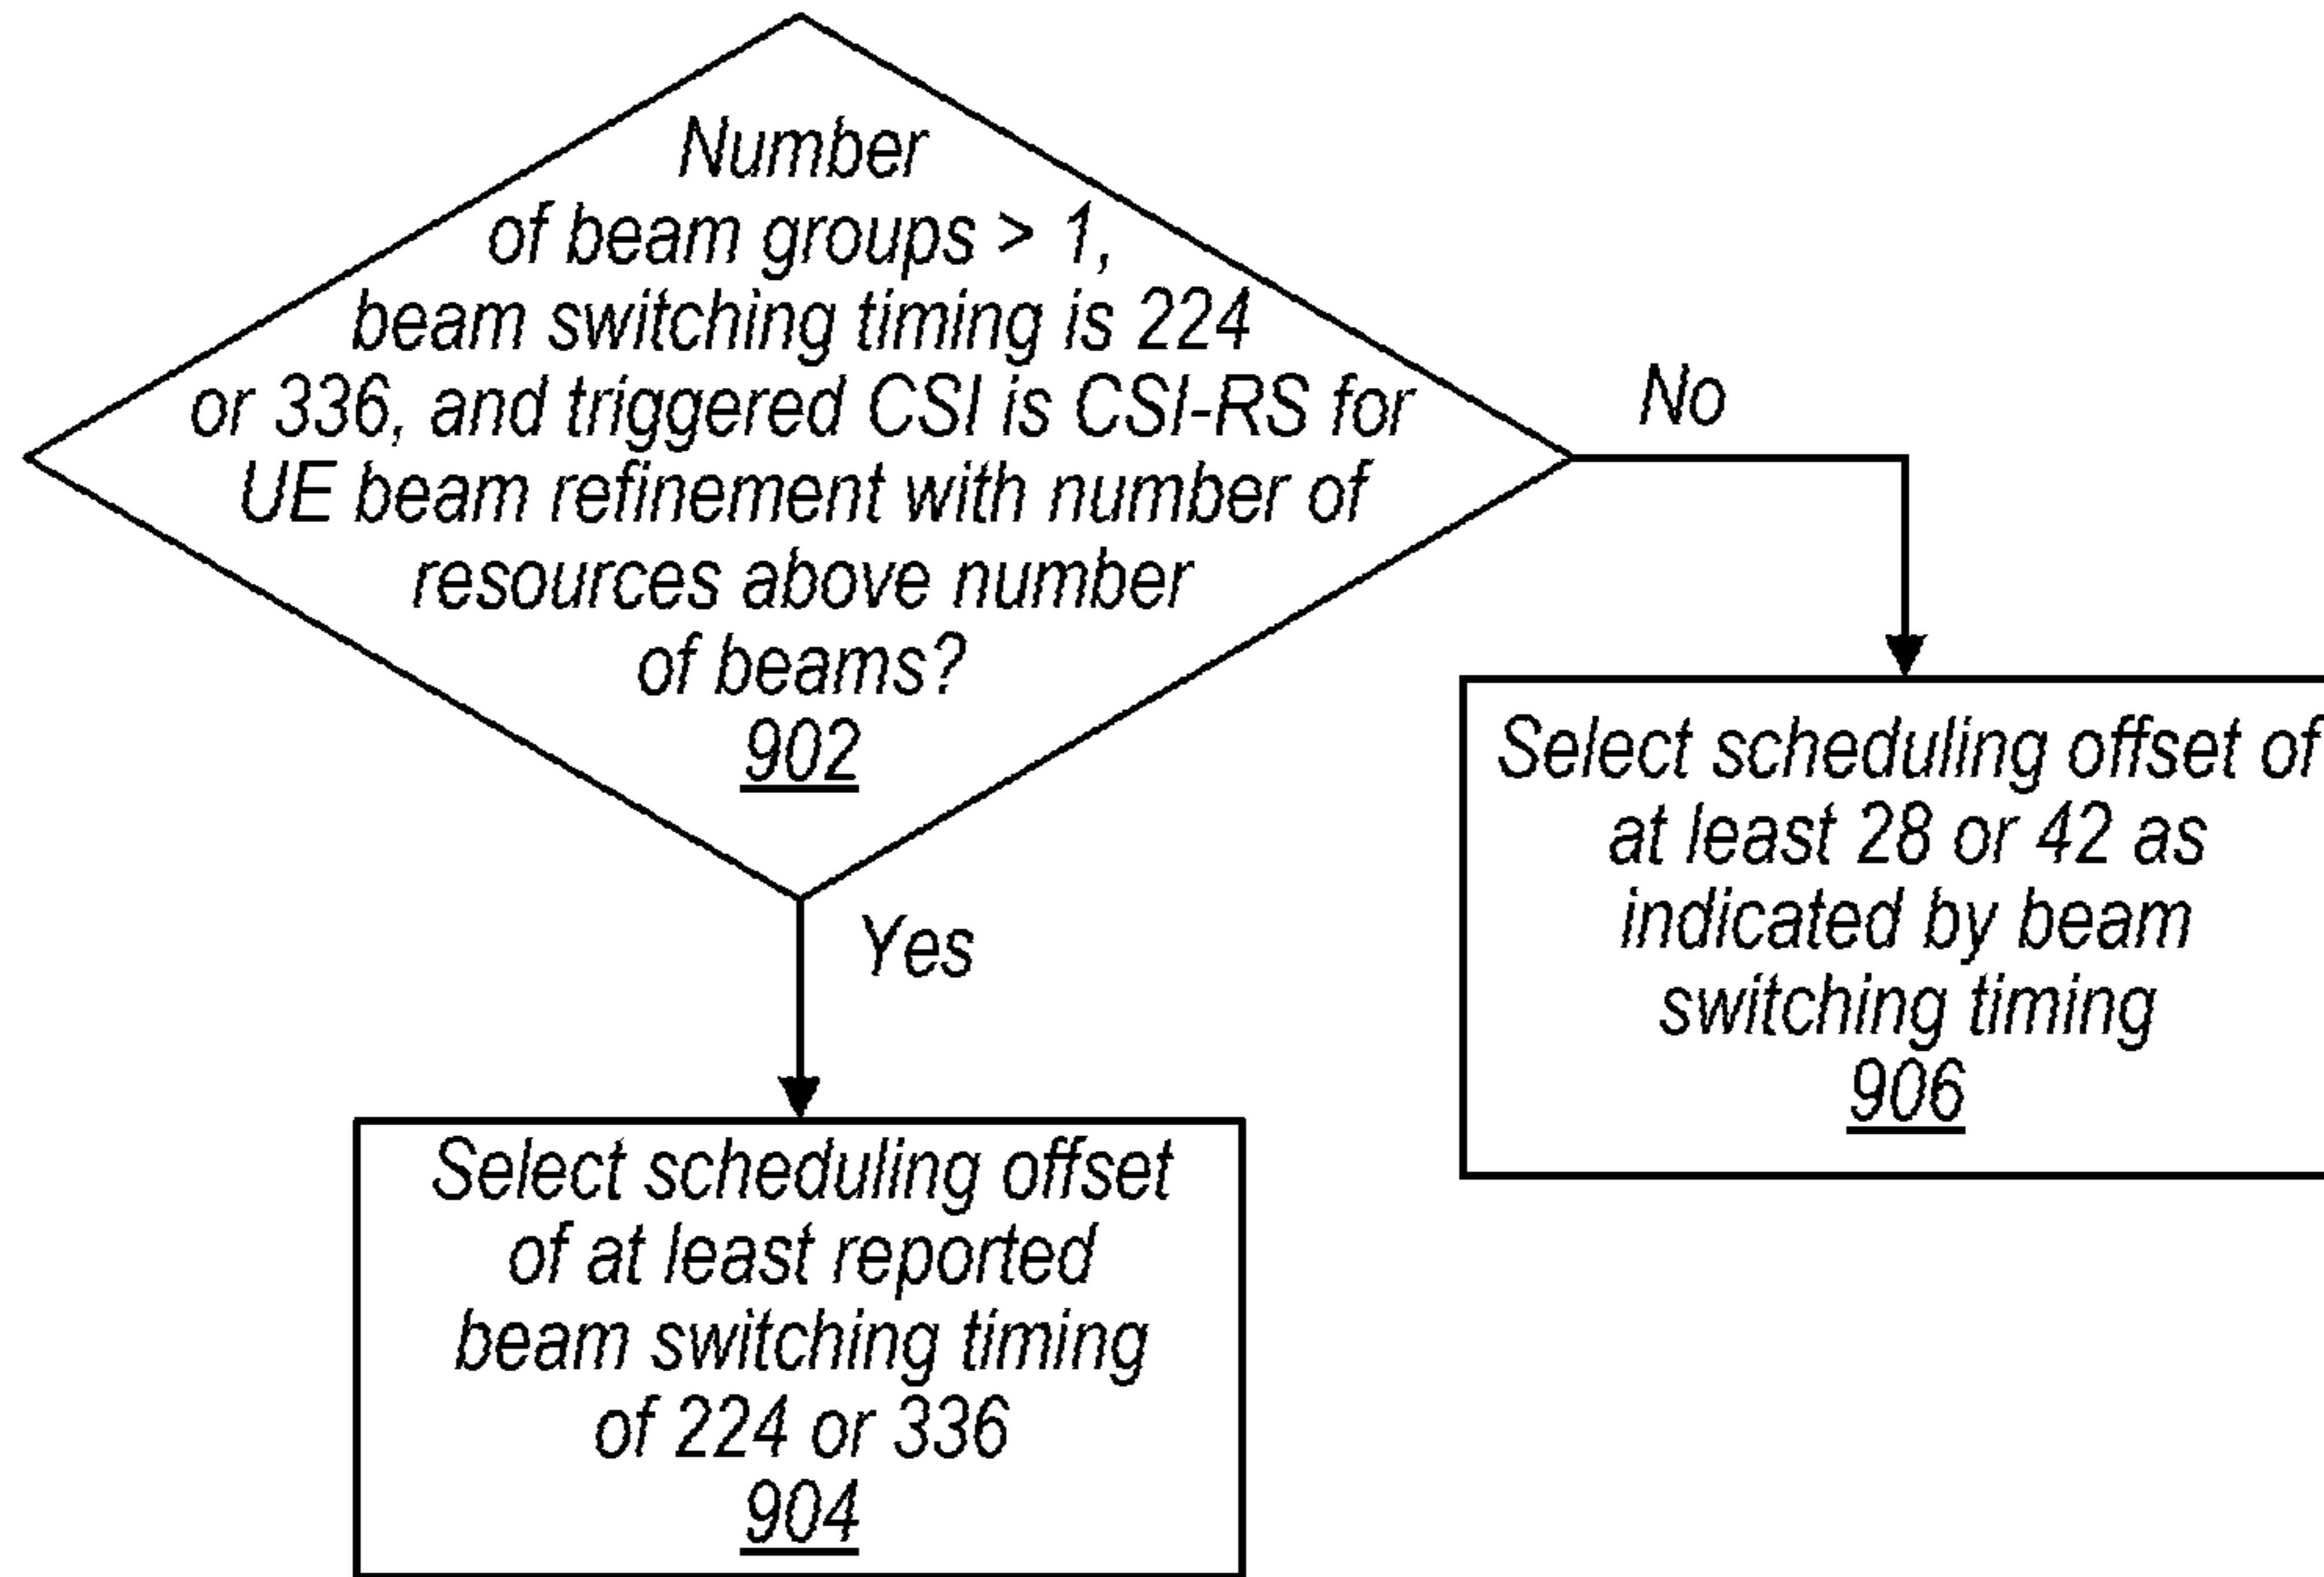 Number
of beam groups > 1,
beam switching timing is 224
or 336, and triggered CSI is CSI-RS for
UE beam refinement with number of
resources above number
of beams?
902
No
Select scheduling offset of
at least 28 or 42 as
indicated by beam
switching timing
906
Yes
Select scheduling offset
of at least reported
beam switching timing
of 224 or 336
904